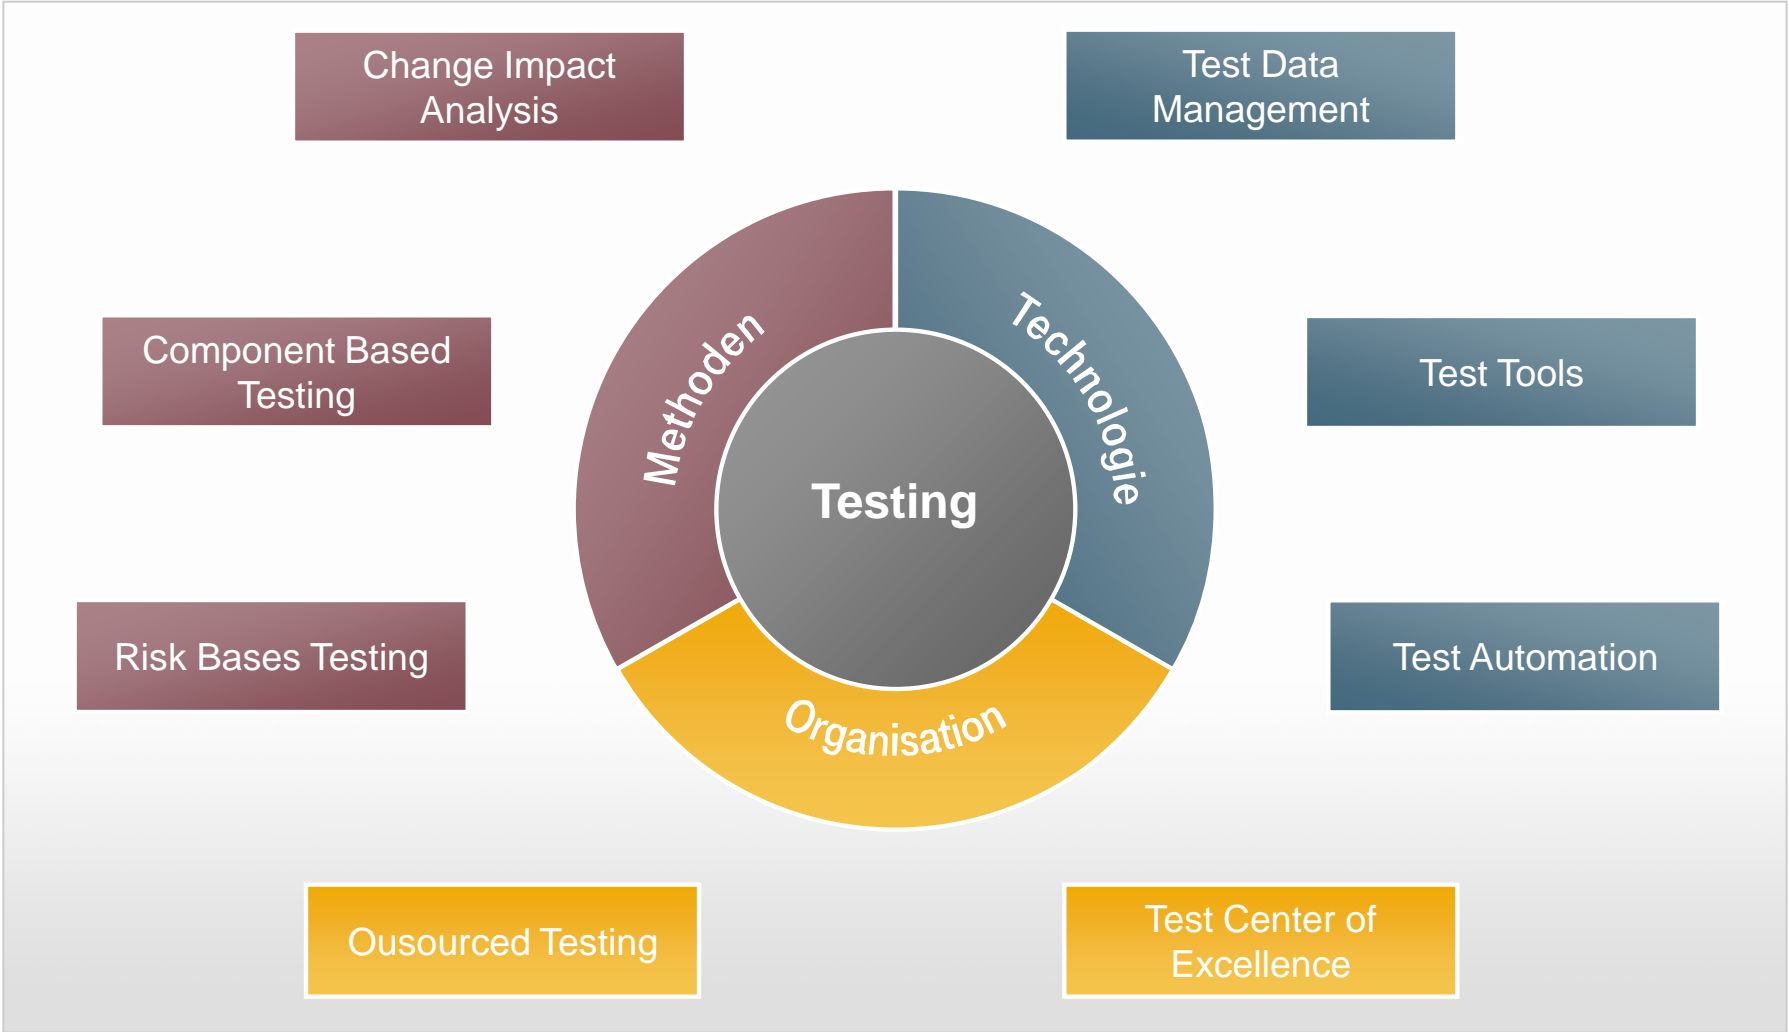 Change Impact
Analysis
Test Data
Management
Component Based
Testing
Methoden
Technologie
Test Tools
Testing
Risk Bases Testing
Test Automation
Organisation
Ousourced Testing
Test Center of
Excellence